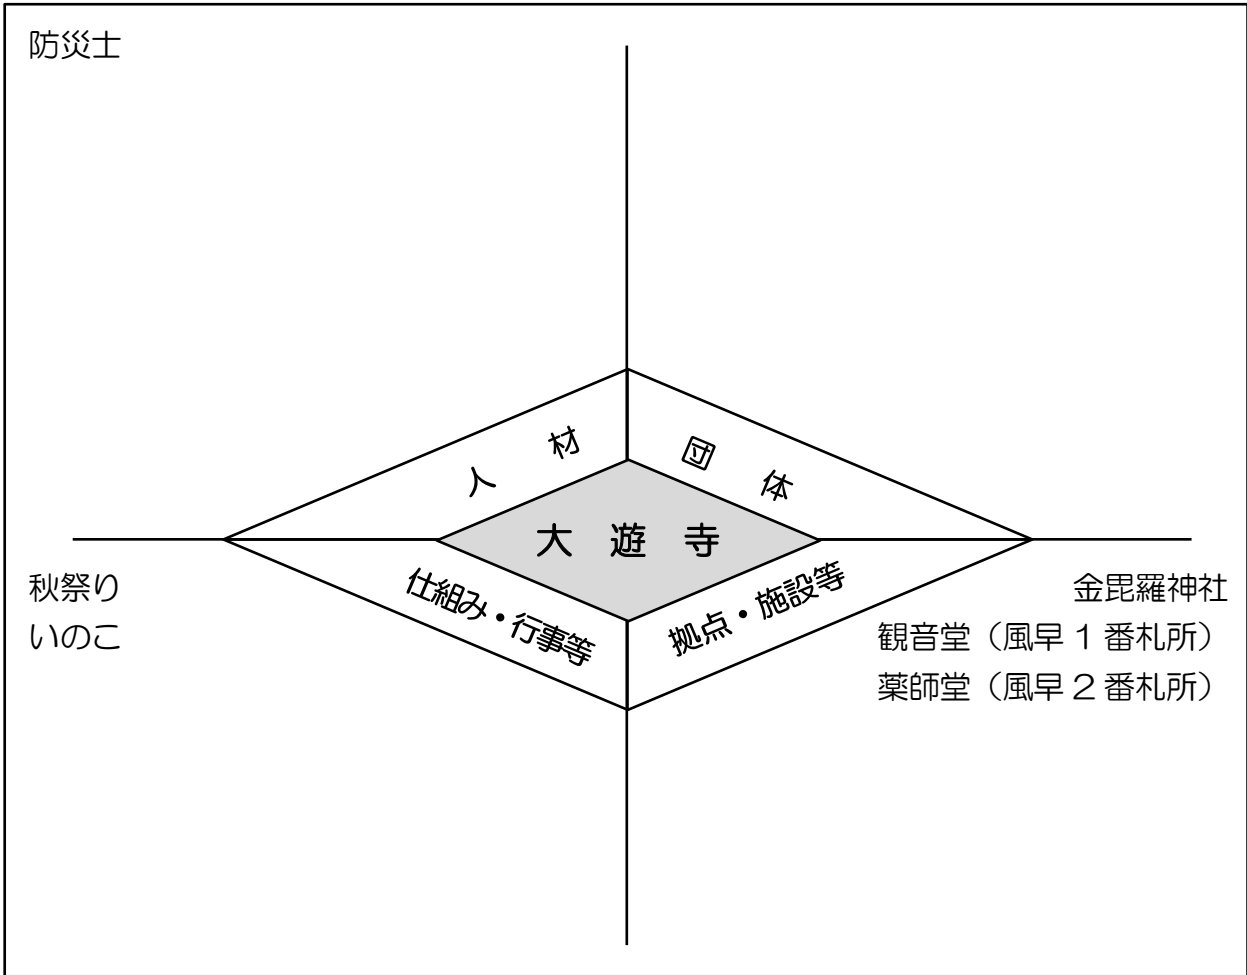 防災士
人材
団体
大遊寺
仕組み・行事等
拠点・施設等
秋祭り
いのこ
金毘羅神社
観音堂（風早1番札所）
薬師堂（風早2番札所）